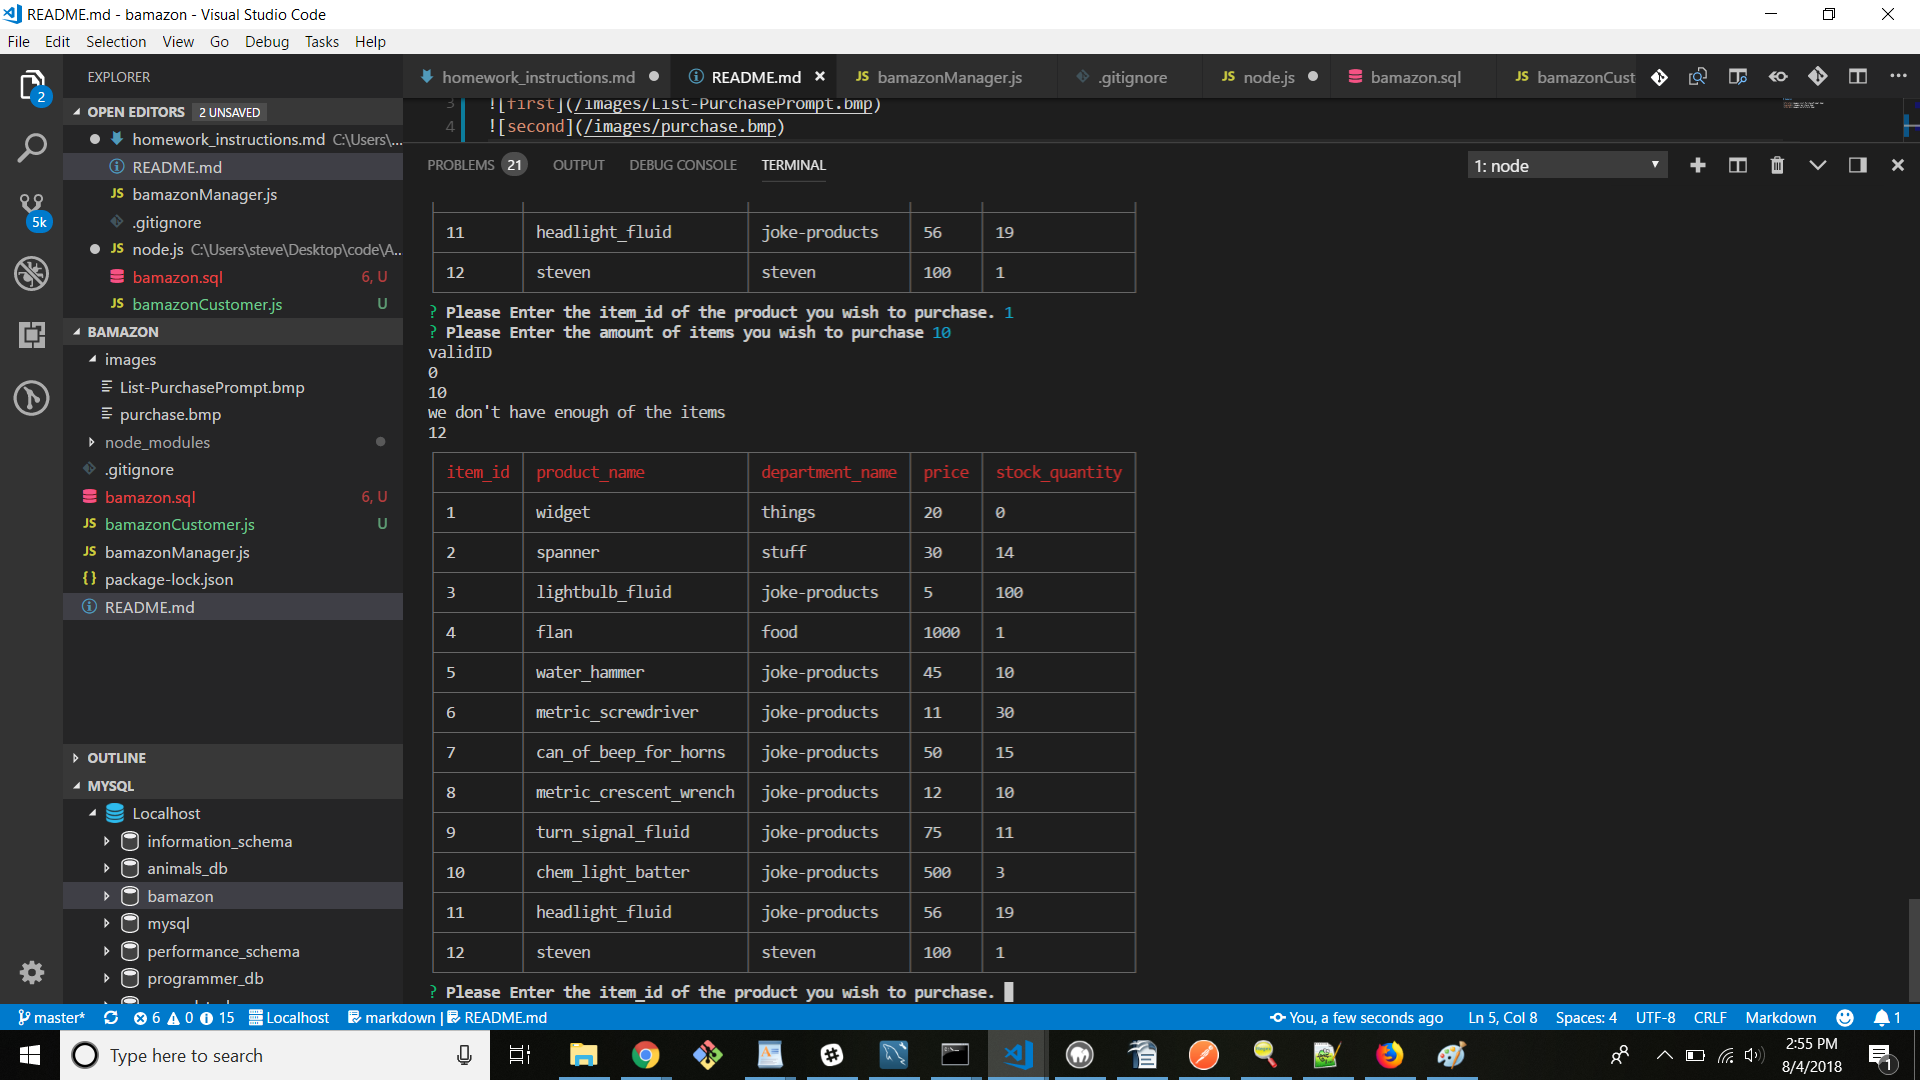 README.md - bamazon - Visual Studio Code
File Edit Selection View Go Debug Tasks Help
EXPLORER
OPEN EDITORS 2 UNSAVED
homework_instructions.md C:\Users\...
README.md
JS bamazonManager.js
.gitignore
JS node.js C:\Users\steve\Desktop\code\A...
bamazon.sql 6, U
JS bamazonCustomer.js U
BAMAZON
images
List-PurchasePrompt.bmp
purchase.bmp
node_modules
.gitignore
bamazon.sql 6, U
JS bamazonCustomer.js U
JS bamazonManager.js
{} package-lock.json
README.md
OUTLINE
MYSQL
Localhost
information_schema
animals_db
bamazon
mysql
performance_schema
programmer_db
2
5k
homework_instructions.md README.md JS bamazonManager.js .gitignore JS node.js bamazon.sql JS bamazonCust
3 ![first](/images/List-PurchasePrompt.bmp)
4 ![second](/images/purchase.bmp)
PROBLEMS 21 OUTPUT DEBUG CONSOLE TERMINAL 1: node
11 headlight_fluid joke-products 56 19
12 steven steven 100 1
? Please Enter the item_id of the product you wish to purchase. 1
? Please Enter the amount of items you wish to purchase 10
validID
0
10
we don't have enough of the items
12
item_id product_name department_name price stock_quantity
1 widget things 20 0
2 spanner stuff 30 14
3 lightbulb_fluid joke-products 5 100
4 flan food 1000 1
5 water_hammer joke-products 45 10
6 metric_screwdriver joke-products 11 30
7 can_of_beep_for_horns joke-products 50 15
8 metric_crescent_wrench joke-products 12 10
9 turn_signal_fluid joke-products 75 11
10 chem_light_batter joke-products 500 3
11 headlight_fluid joke-products 56 19
12 steven steven 100 1
? Please Enter the item_id of the product you wish to purchase.
master* 6 0 15 Localhost markdown | README.md You, a few seconds ago Ln 5, Col 8 Spaces: 4 UTF-8 CRLF Markdown 1
Type here to search
2:55 PM
8/4/2018
1